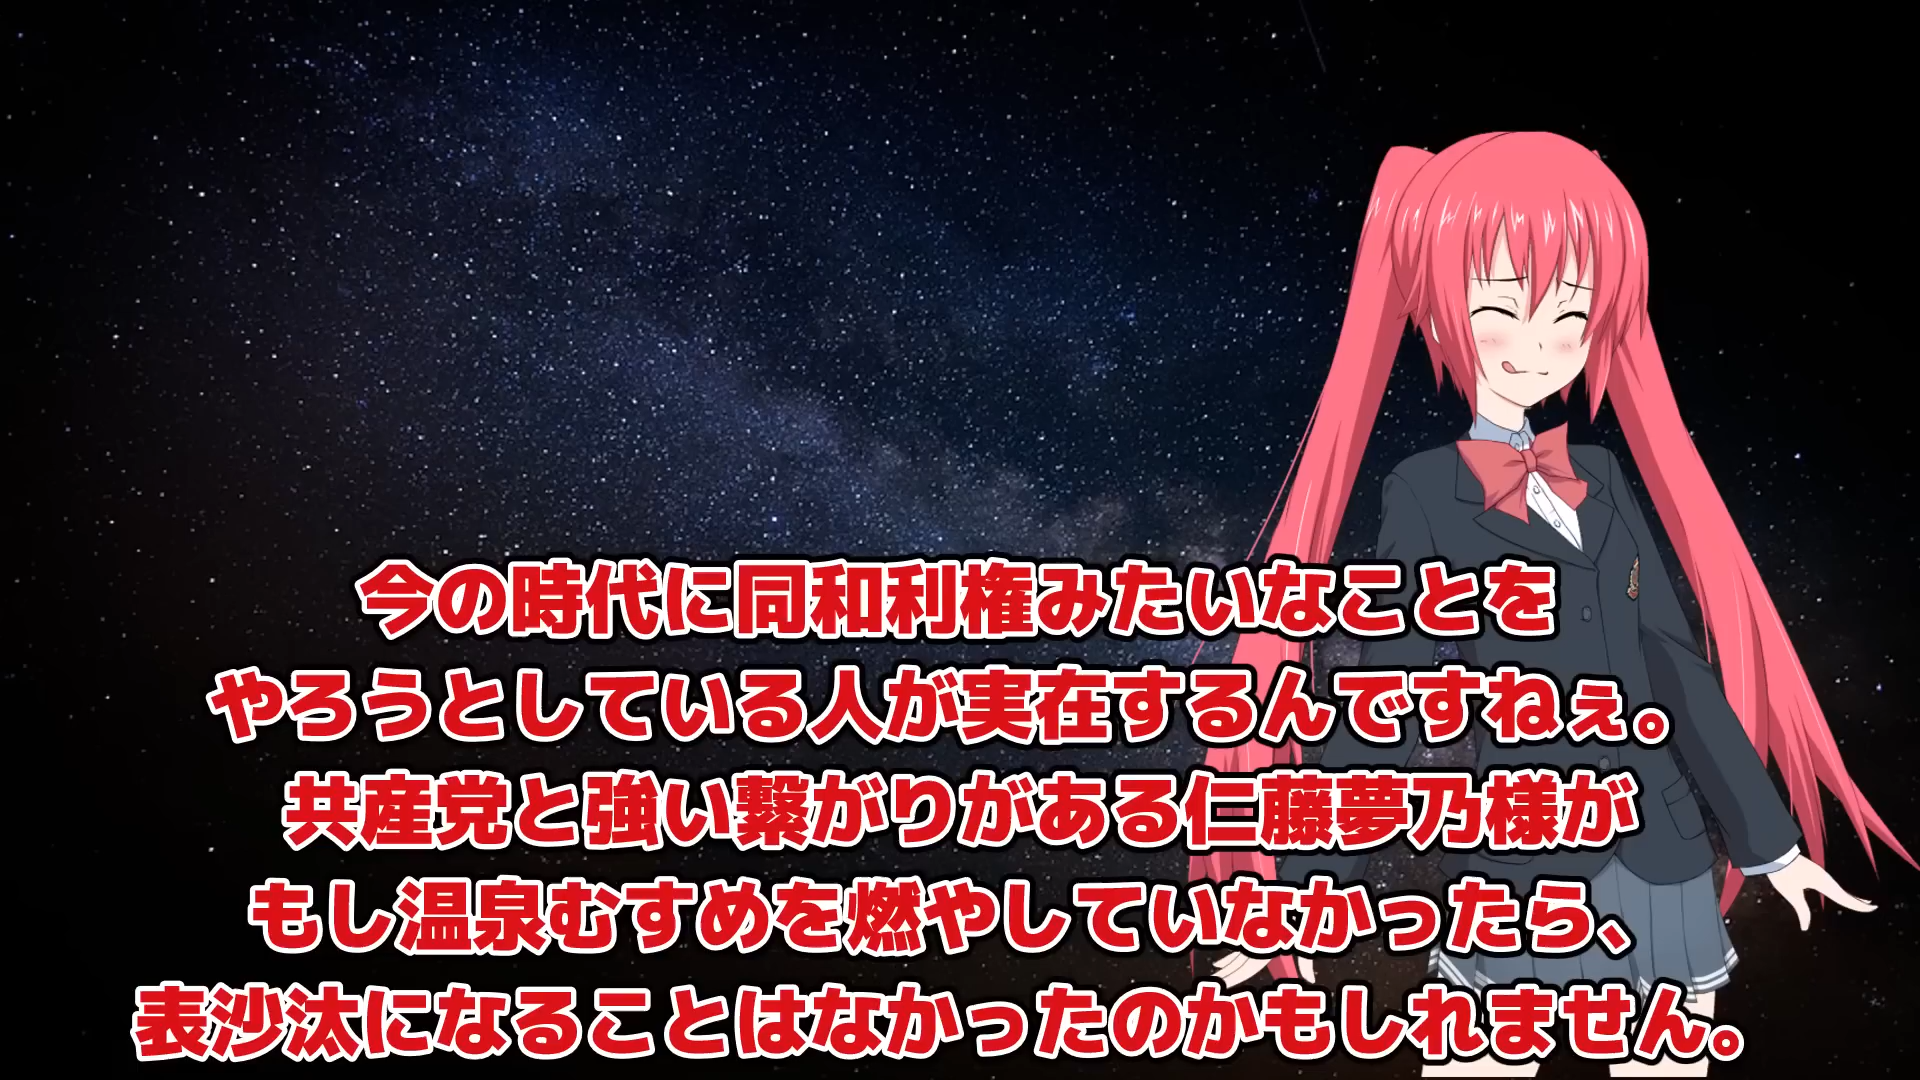 今の時代に同和利権みたいなことを
やろうとしている人が実在するんですねぇ。
共産党と強い繋がりがある仁藤夢乃様が
もし温泉むすめを燃やしていなかったら、
表沙汰になることはなかったのかもしれません。